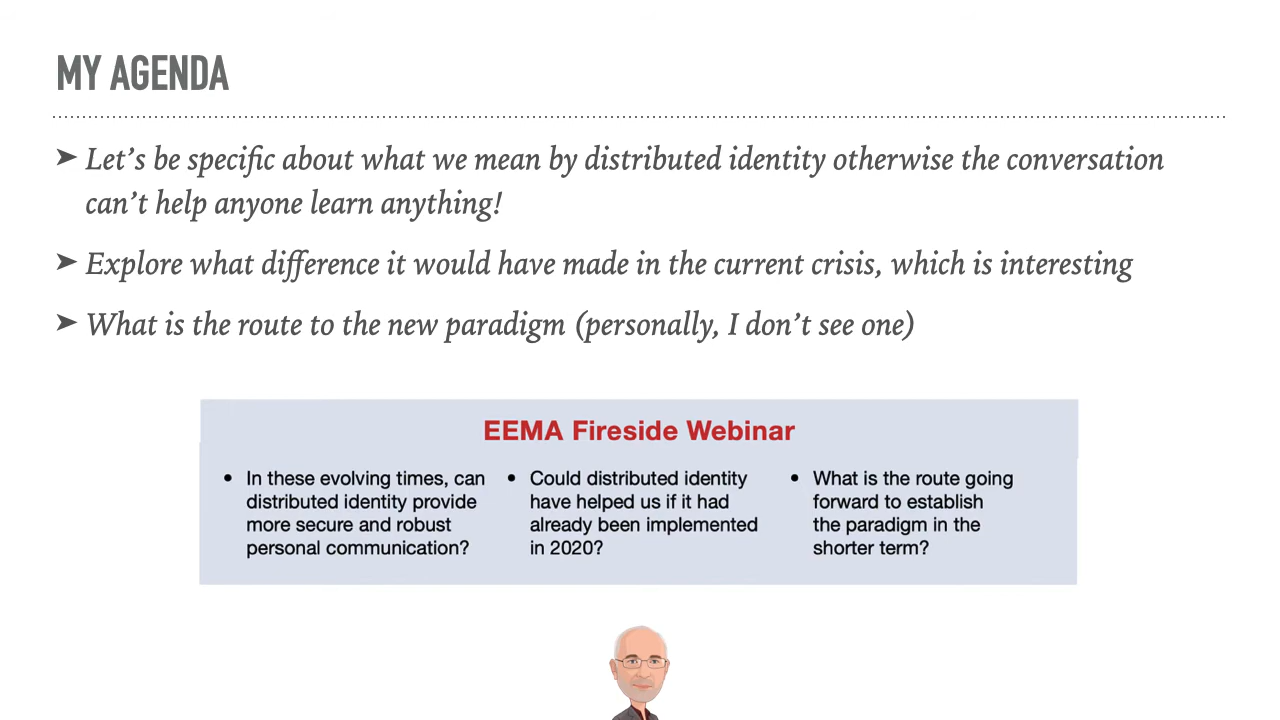 MY AGENDA
➤ Let’s be specific about what we mean by distributed identity otherwise the conversation
can’t help anyone learn anything!
➤ Explore what difference it would have made in the current crisis, which is interesting
➤ What is the route to the new paradigm (personally, I don’t see one)
EEMA Fireside Webinar
• In these evolving times, can
distributed identity provide
more secure and robust
personal communication?
• Could distributed identity
have helped us if it had
already been implemented
in 2020?
• What is the route going
forward to establish
the paradigm in the
shorter term?